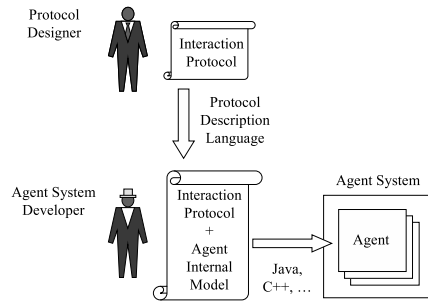 Protocol
Designer
Interaction
Protocol
Protocol
Description
Language
Agent System
Developer
Interaction
Protocol
+
Agent
Internal
Model
Java,
C++, ...
Agent System
Agent